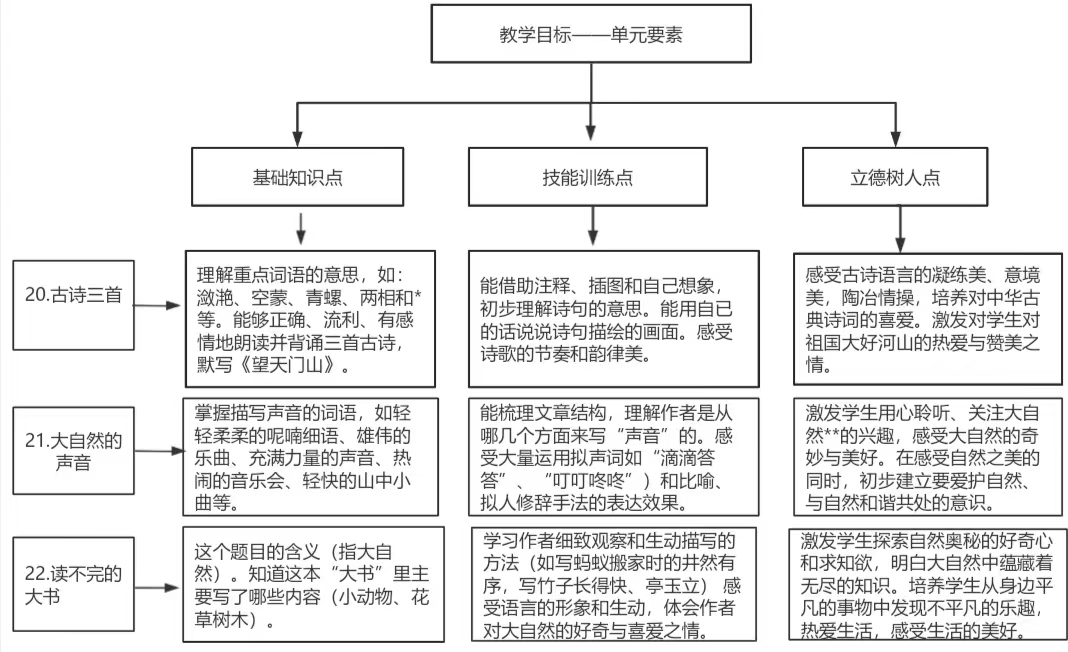 教学目标——单元要素
基础知识点
技能训练点
立德树人点
20.古诗三首
理解重点词语的意思，如：
潋滟、空蒙、青螺、两相和*
等。能够正确、流利、有感
情地朗读并背诵三首古诗，
默写《望天门山》。
能借助注释、插图和自己想象，
初步理解诗句的意思。能用自已
的话说说诗句描绘的画面。感受
诗歌的节奏和韵律美。
感受古诗语言的凝练美、意境
美，陶冶情操，培养对中华古
典诗词的喜爱。激发对学生对
祖国大好河山的热爱与赞美之
情。
21.大自然的
声音
掌握描写声音的词语，如轻
轻柔柔的呢喃细语、雄伟的
乐曲、充满力量的声音、热
闹的音乐会、轻快的山中小
曲等。
能梳理文章结构，理解作者是从
哪几个方面来写“声音”的。感
受大量运用拟声词如“滴滴答
答”、“叮叮咚咚”）和比喻、
拟人修辞手法的表达效果。
激发学生用心聆听、关注大自
然**的兴趣，感受大自然的奇
妙与美好。在感受自然之美的
同时，初步建立要爱护自然、
与自然和谐共处的意识。
22.读不完的
大书
这个题目的含义（指大自
然）。知道这本“大书”里主
要写了哪些内容（小动物、花
草树木）。
学习作者细致观察和生动描写的
方法（如写蚂蚁搬家时的井然有
序，写竹子长得快、亭玉立） 感
受语言的形象和生动，体会作者
对大自然的好奇与喜爱之情。
激发学生探索自然奥秘的好奇心
和求知欲，明白大自然中蕴藏着
无尽的知识。培养学生从身边平
凡的事物中发现不平凡的乐趣，
热爱生活，感受生活的美好。